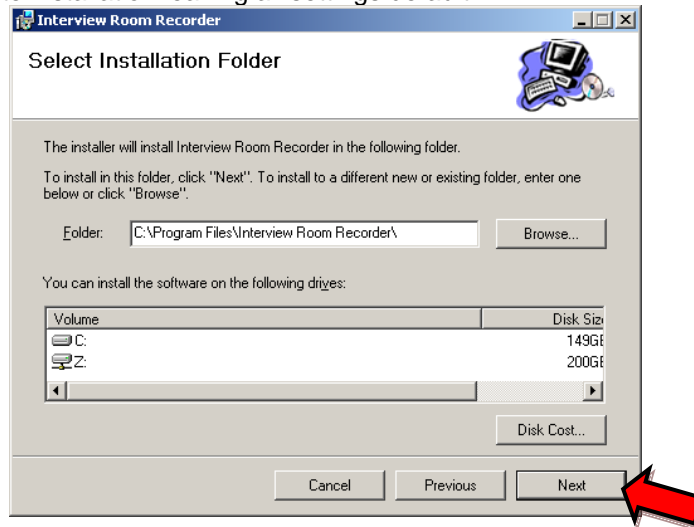 Interview Room Recorder
Select Installation Folder
The installer will install Interview Room Recorder in the following folder.
To install in this folder, click "Next". To install to a different new or existing folder, enter one
below or click "Browse".
Folder: C:\Program Files\Interview Room Recorder\ Browse...
You can install the software on the following drives:
Volume Disk Siz
C: 149GB
Z: 200GB
Disk Cost...
Cancel Previous Next